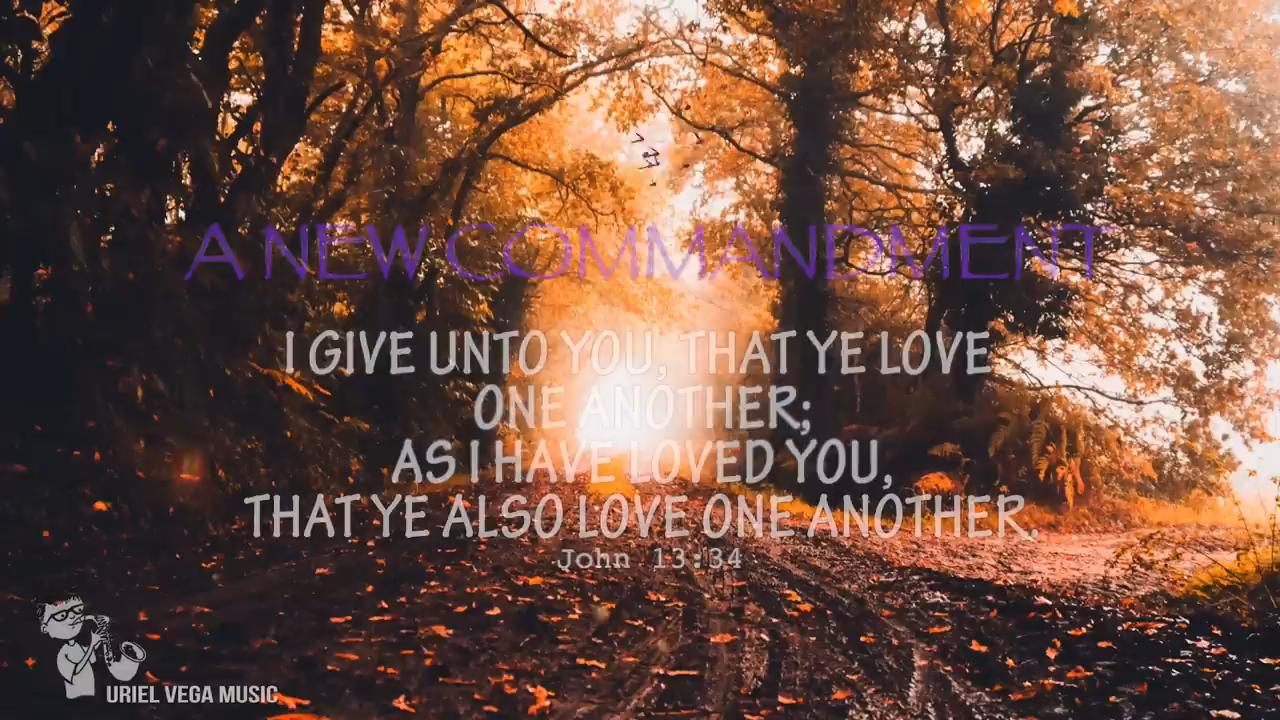 A NEW COMMANDMENT
I GIVE UNTO YOU, THAT YE LOVE
ONE ANOTHER;
AS I HAVE LOVED YOU,
THAT YE ALSO LOVE ONE ANOTHER.
John 13:34
URIEL VEGA MUSIC